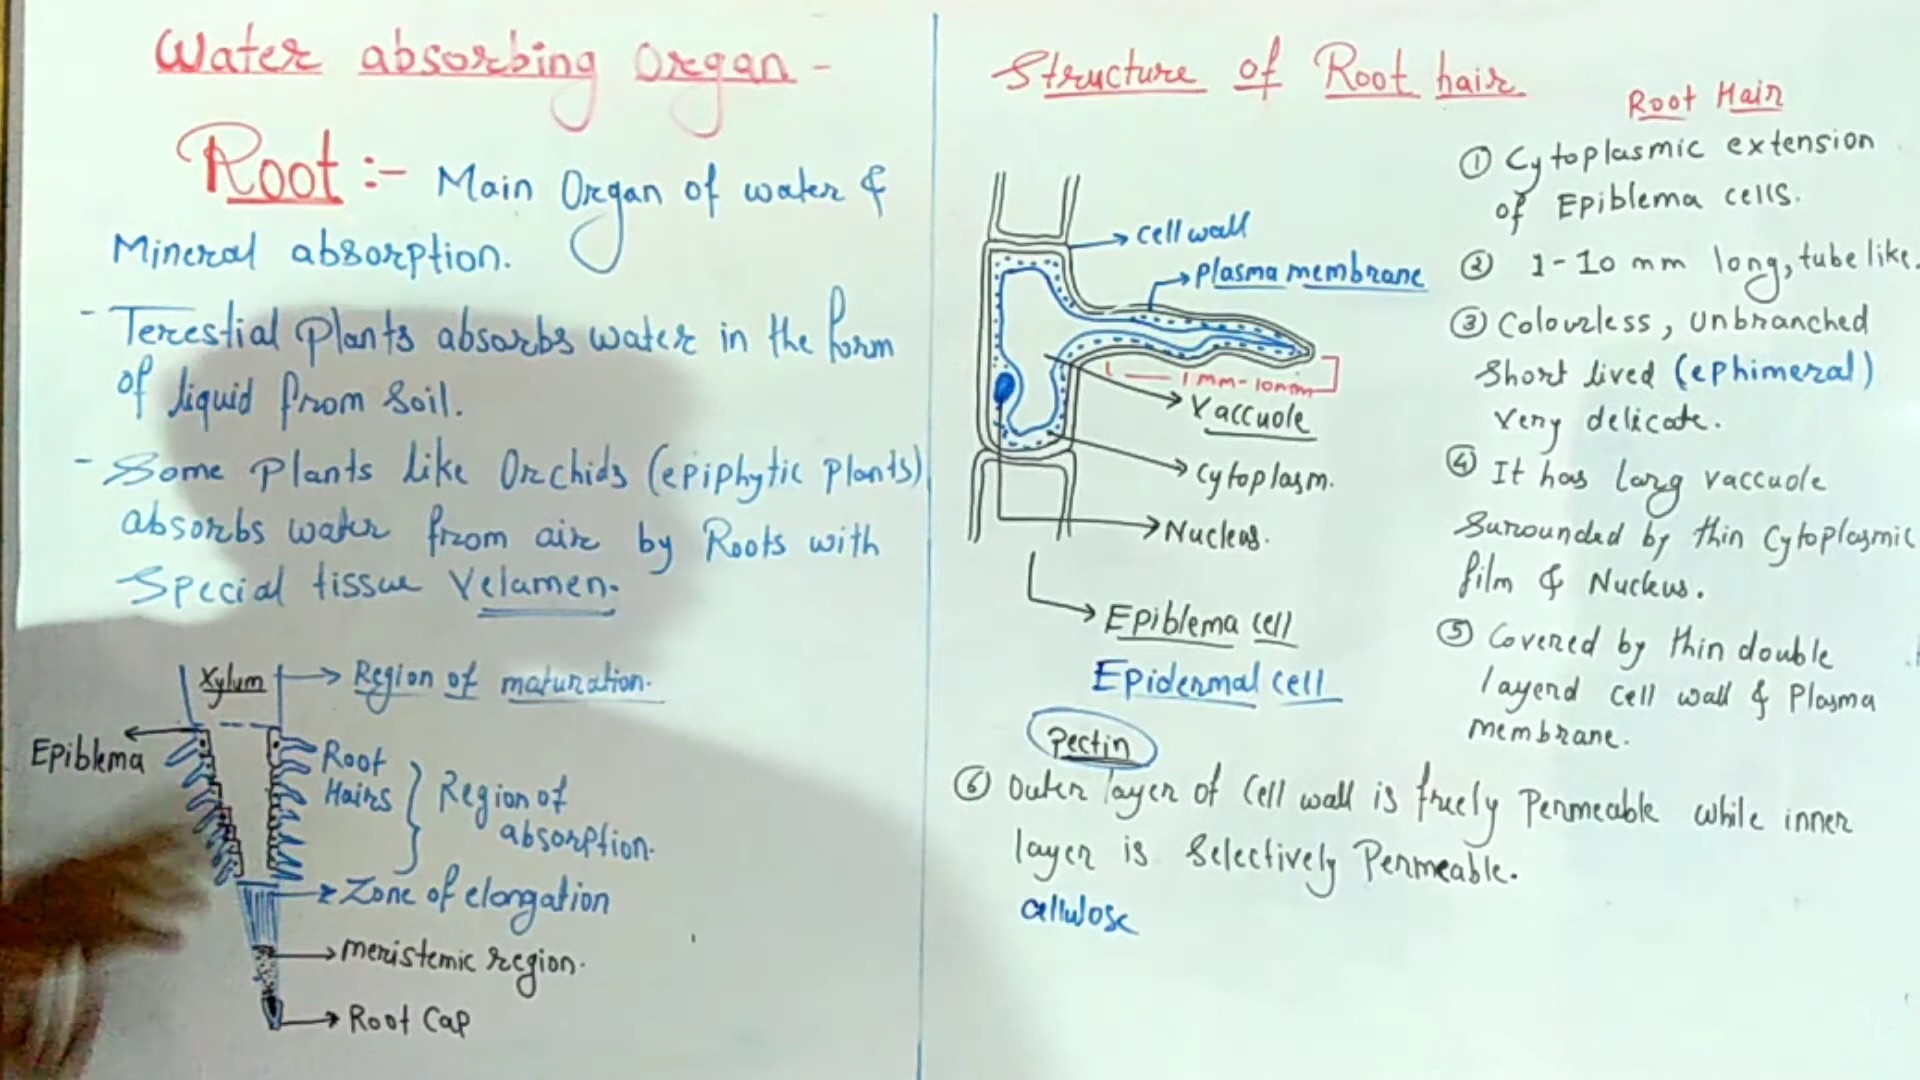 Water absorbing Organ -
Root :- Main Organ of water &
Mineral absorption.
- Terestial Plants absorbs water in the form
of liquid from Soil.
- Some Plants like Orchids (epiphytic plants)
absorbs water from air by Roots with
Special tissue Velamen.
Xylum
Region of maturation.
Epiblema
Root
Hairs
Region of
absorption.
Zone of elongation
meristemic region.
Root Cap
Structure of Root hair
cell wall
Plasma membrane
1mm-10mm
Vaccuole
Cytoplasm.
Nucleus.
Epiblema cell
Epidermal cell
Root Hair
① Cytoplasmic extension
of Epiblema cells.
② 1-10 mm long, tube like.
③ Colourless, Unbranched
Short lived (ephimeral)
Very delicate.
④ It has larg vaccuole
Surounded by thin Cytoplasmic
film & Nucleus.
⑤ Covered by thin double
layerd cell wall & Plasma
membrane.
Pectin
⑥ Outer layer of Cell wall is freely Permeable while inner
layer is Selectively Permeable.
cellulose